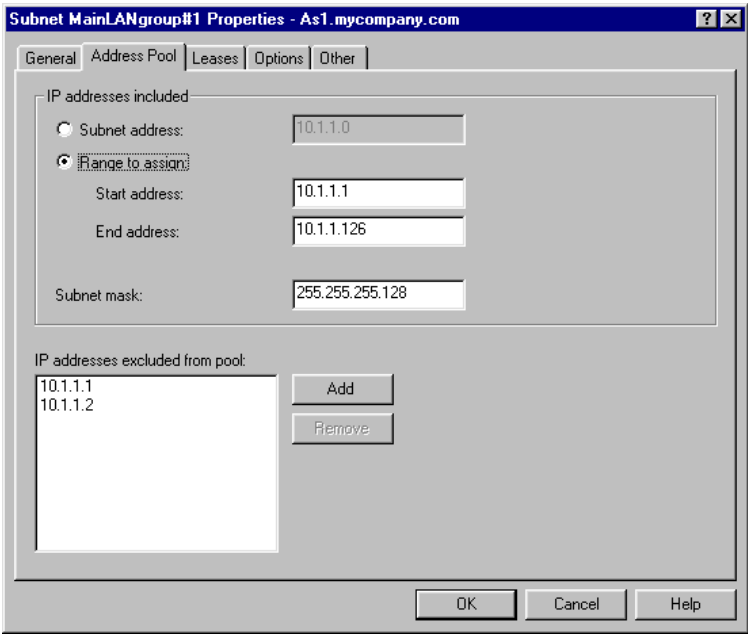 Subnet MainLANgroup#1 Properties - As1.mycompany.com
General Address Pool Leases Options Other
IP addresses included
Subnet address: 10.1.1.0
Range to assign:
Start address: 10.1.1.1
End address: 10.1.1.126
Subnet mask: 255.255.255.128
IP addresses excluded from pool:
10.1.1.1
10.1.1.2
Add
Remove
OK Cancel Help